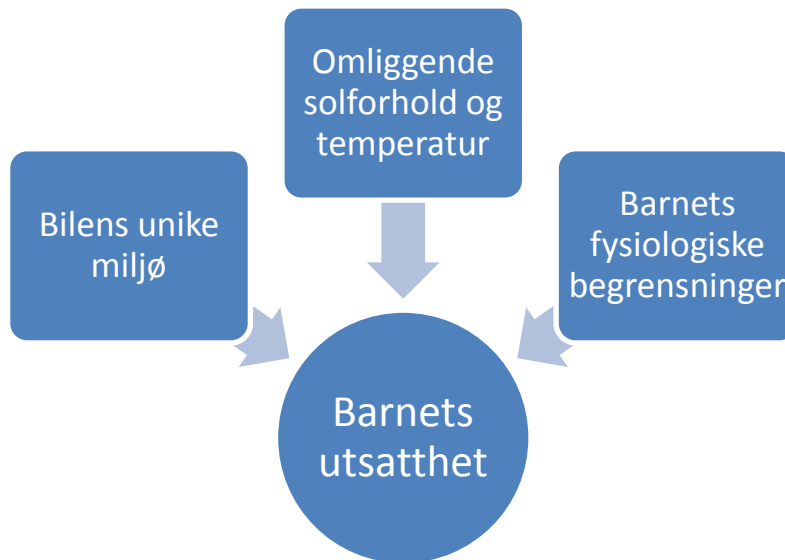 Omliggende
solforhold og
temperatur
Bilens unike
miljø
Barnets
fysiologiske
begrensninger
Barnets
utsatthet